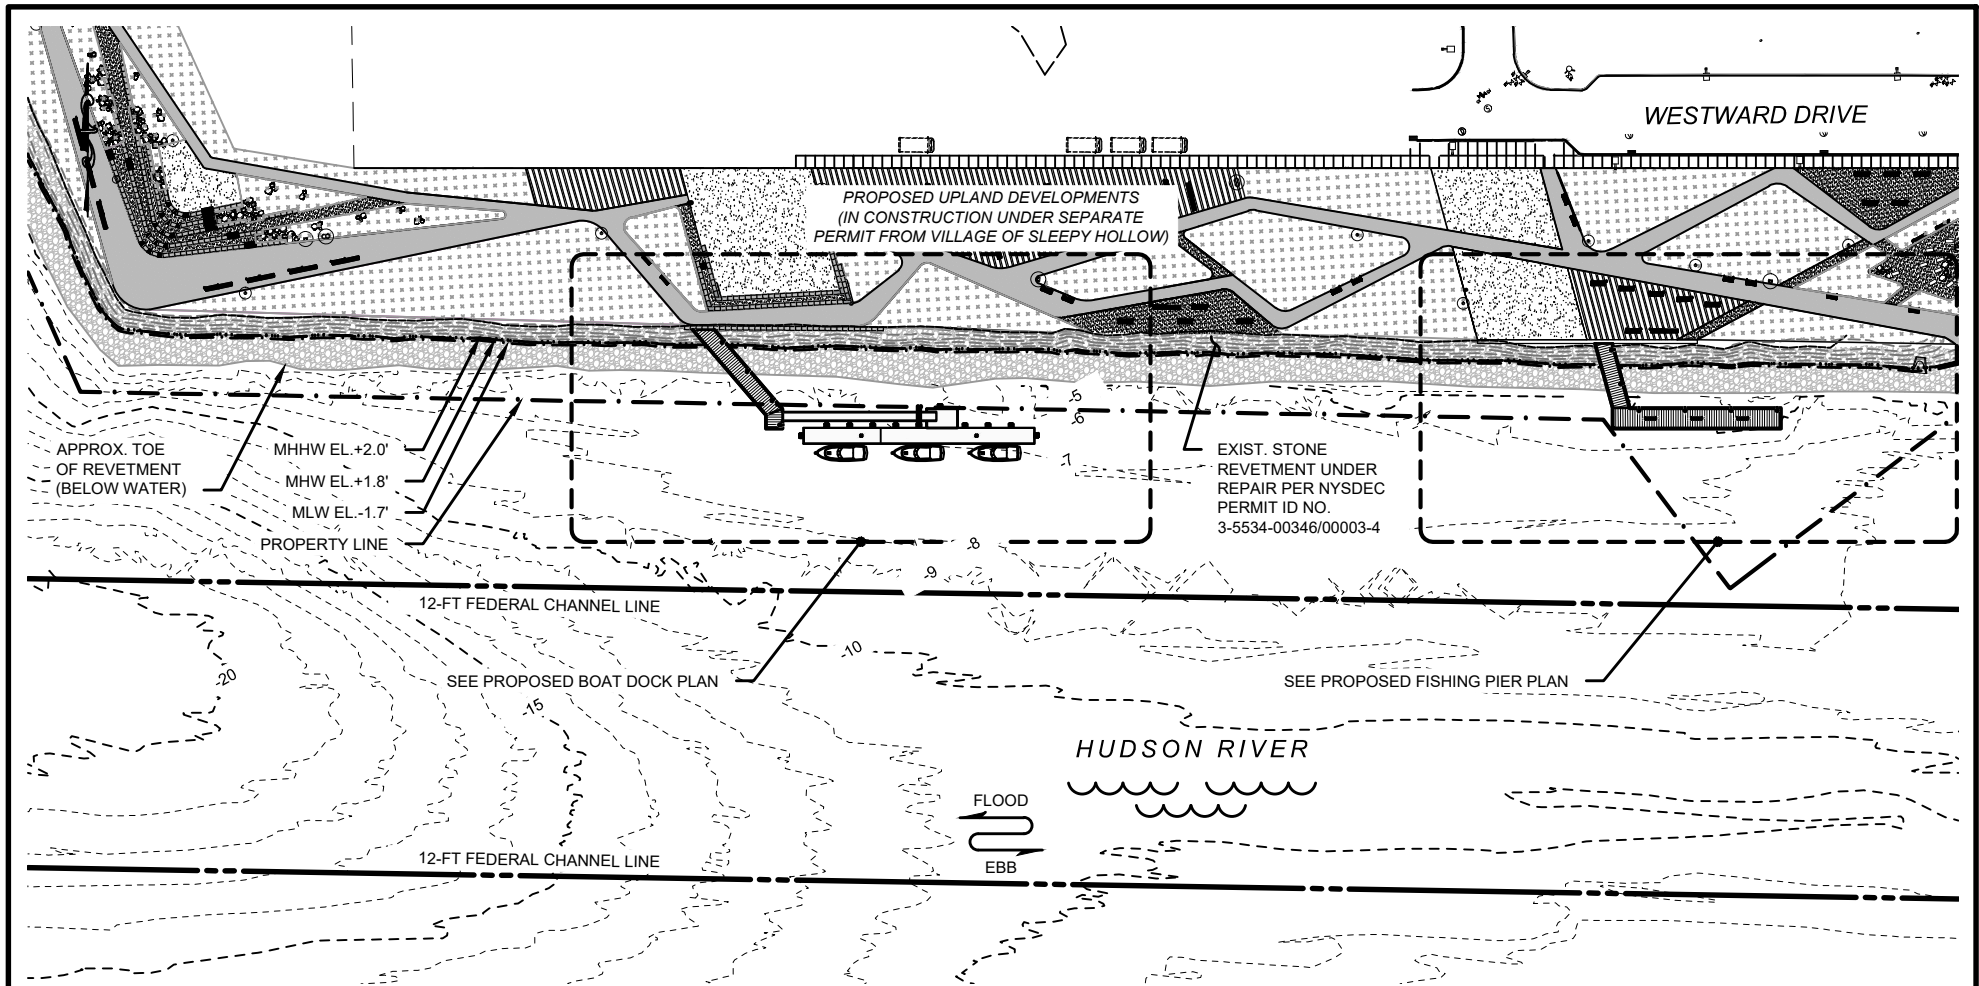 WESTWARD DRIVE
PROPOSED UPLAND DEVELOPMENTS
(IN CONSTRUCTION UNDER SEPARATE
PERMIT FROM VILLAGE OF SLEEPY HOLLOW)
APPROX. TOE
OF REVETMENT
(BELOW WATER)
MHHW EL.+2.0'
MHW EL.+1.8'
MLW EL.-1.7'
PROPERTY LINE
-5
-6
-7
-8
-9
EXIST. STONE
REVETMENT UNDER
REPAIR PER NYSDEC
PERMIT ID NO.
3-5534-00346/00003-4
12-FT FEDERAL CHANNEL LINE
-10
-20
-15
SEE PROPOSED BOAT DOCK PLAN
SEE PROPOSED FISHING PIER PLAN
HUDSON RIVER
FLOOD
EBB
12-FT FEDERAL CHANNEL LINE